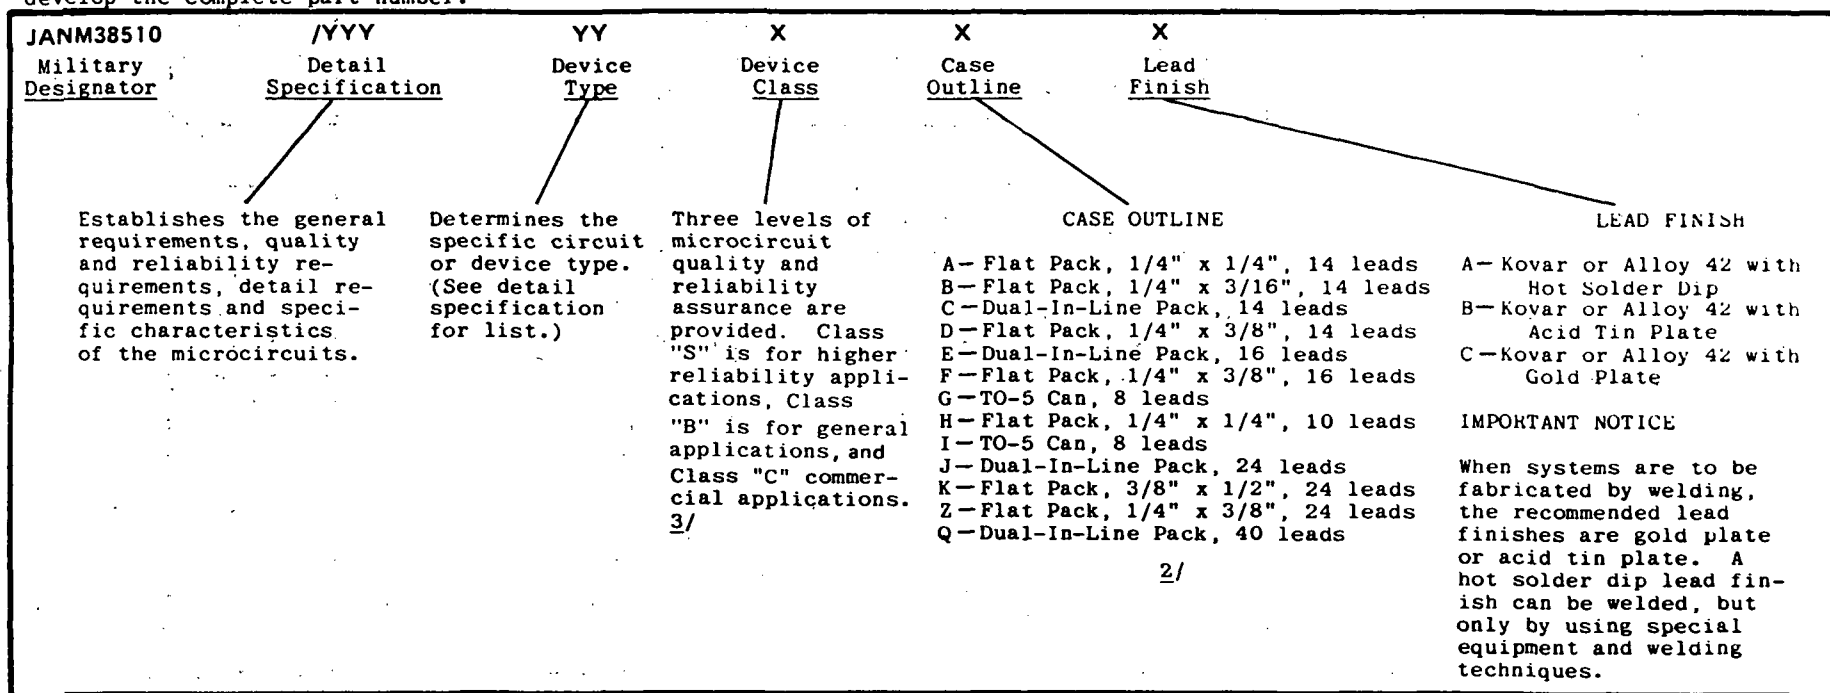 develop the complete part number.
JANM38510 /YYY YY X X X
Military Detail Device Device Case Lead
Designator Specification Type Class Outline Finish
Establishes the general
requirements, quality
and reliability re-
quirements, detail re-
quirements and speci-
fic characteristics
of the microcircuits.
Determines the
specific circuit
or device type.
(See detail
specification
for list.)
Three levels of
microcircuit
quality and
reliability
assurance are
provided. Class
"S" is for higher
reliability appli-
cations, Class
"B" is for general
applications, and
Class "C" commer-
cial applications.
3/
CASE OUTLINE
A—Flat Pack, 1/4" x 1/4", 14 leads
B—Flat Pack, 1/4" x 3/16", 14 leads
C—Dual-In-Line Pack, 14 leads
D—Flat Pack, 1/4" x 3/8", 14 leads
E—Dual-In-Line Pack, 16 leads
F—Flat Pack, 1/4" x 3/8", 16 leads
G—TO-5 Can, 8 leads
H—Flat Pack, 1/4" x 1/4", 10 leads
I—TO-5 Can, 8 leads
J—Dual-In-Line Pack, 24 leads
K—Flat Pack, 3/8" x 1/2", 24 leads
Z—Flat Pack, 1/4" x 3/8", 24 leads
Q—Dual-In-Line Pack, 40 leads
2/
LEAD FINISH
A—Kovar or Alloy 42 with
Hot Solder Dip
B—Kovar or Alloy 42 with
Acid Tin Plate
C—Kovar or Alloy 42 with
Gold Plate
IMPORTANT NOTICE
When systems are to be
fabricated by welding,
the recommended lead
finishes are gold plate
or acid tin plate. A
hot solder dip lead fin-
ish can be welded, but
only by using special
equipment and welding
techniques.